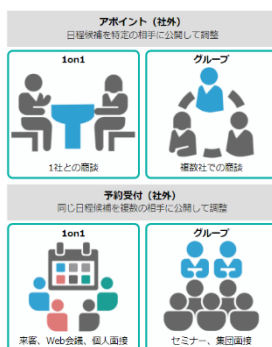 アポイント（社外）
日程候補を特定の相手に公開して調整
1on1
グループ
1社との商談
複数社での商談
予約受付（社外）
同じ日程候補を複数の相手に公開して調整
1on1
グループ
来客、Web会議、個人面接
セミナー、集団面接